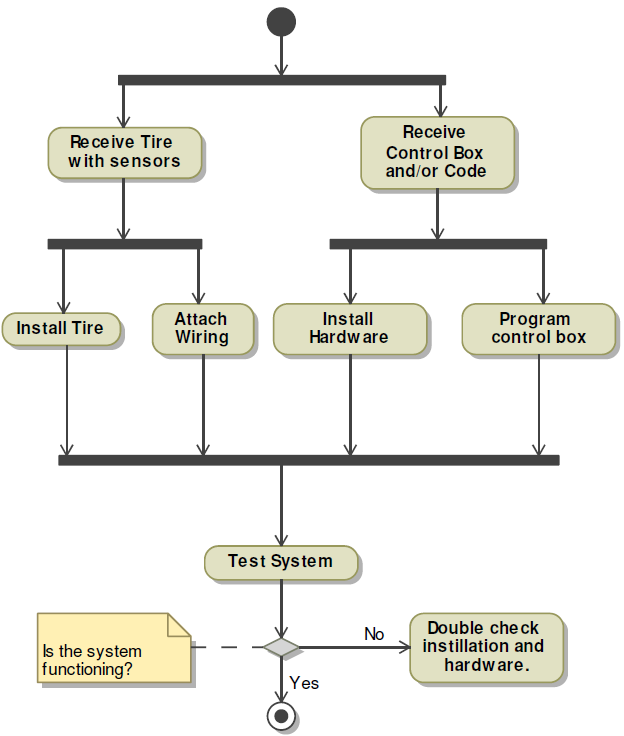 Receive Tire
with sensors
Receive
Control Box
and/or Code
Install Tire
Attach
Wiring
Install
Hardware
Program
control box
Test System
Is the system
functioning?
No
Double check
instillation and
hardware.
Yes